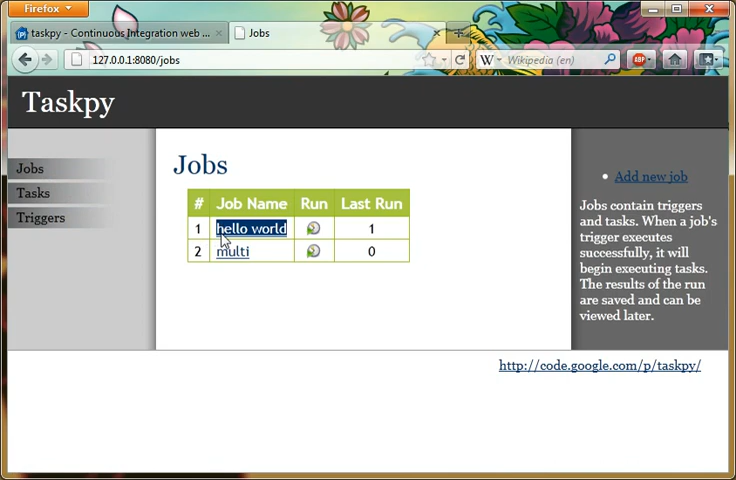 Firefox
taskpy - Continuous Integration web ...
Jobs
127.0.0.1:8080/jobs
W
Wikipedia (en)
ABP
Taskpy
Jobs
Tasks
Triggers
Jobs
# Job Name Run Last Run
1 hello world 1
2 multi 0
Add new job
Jobs contain triggers
and tasks. When a job's
trigger executes
successfully, it will
begin executing tasks.
The results of the run
are saved and can be
viewed later.
http://code.google.com/p/taskpy/